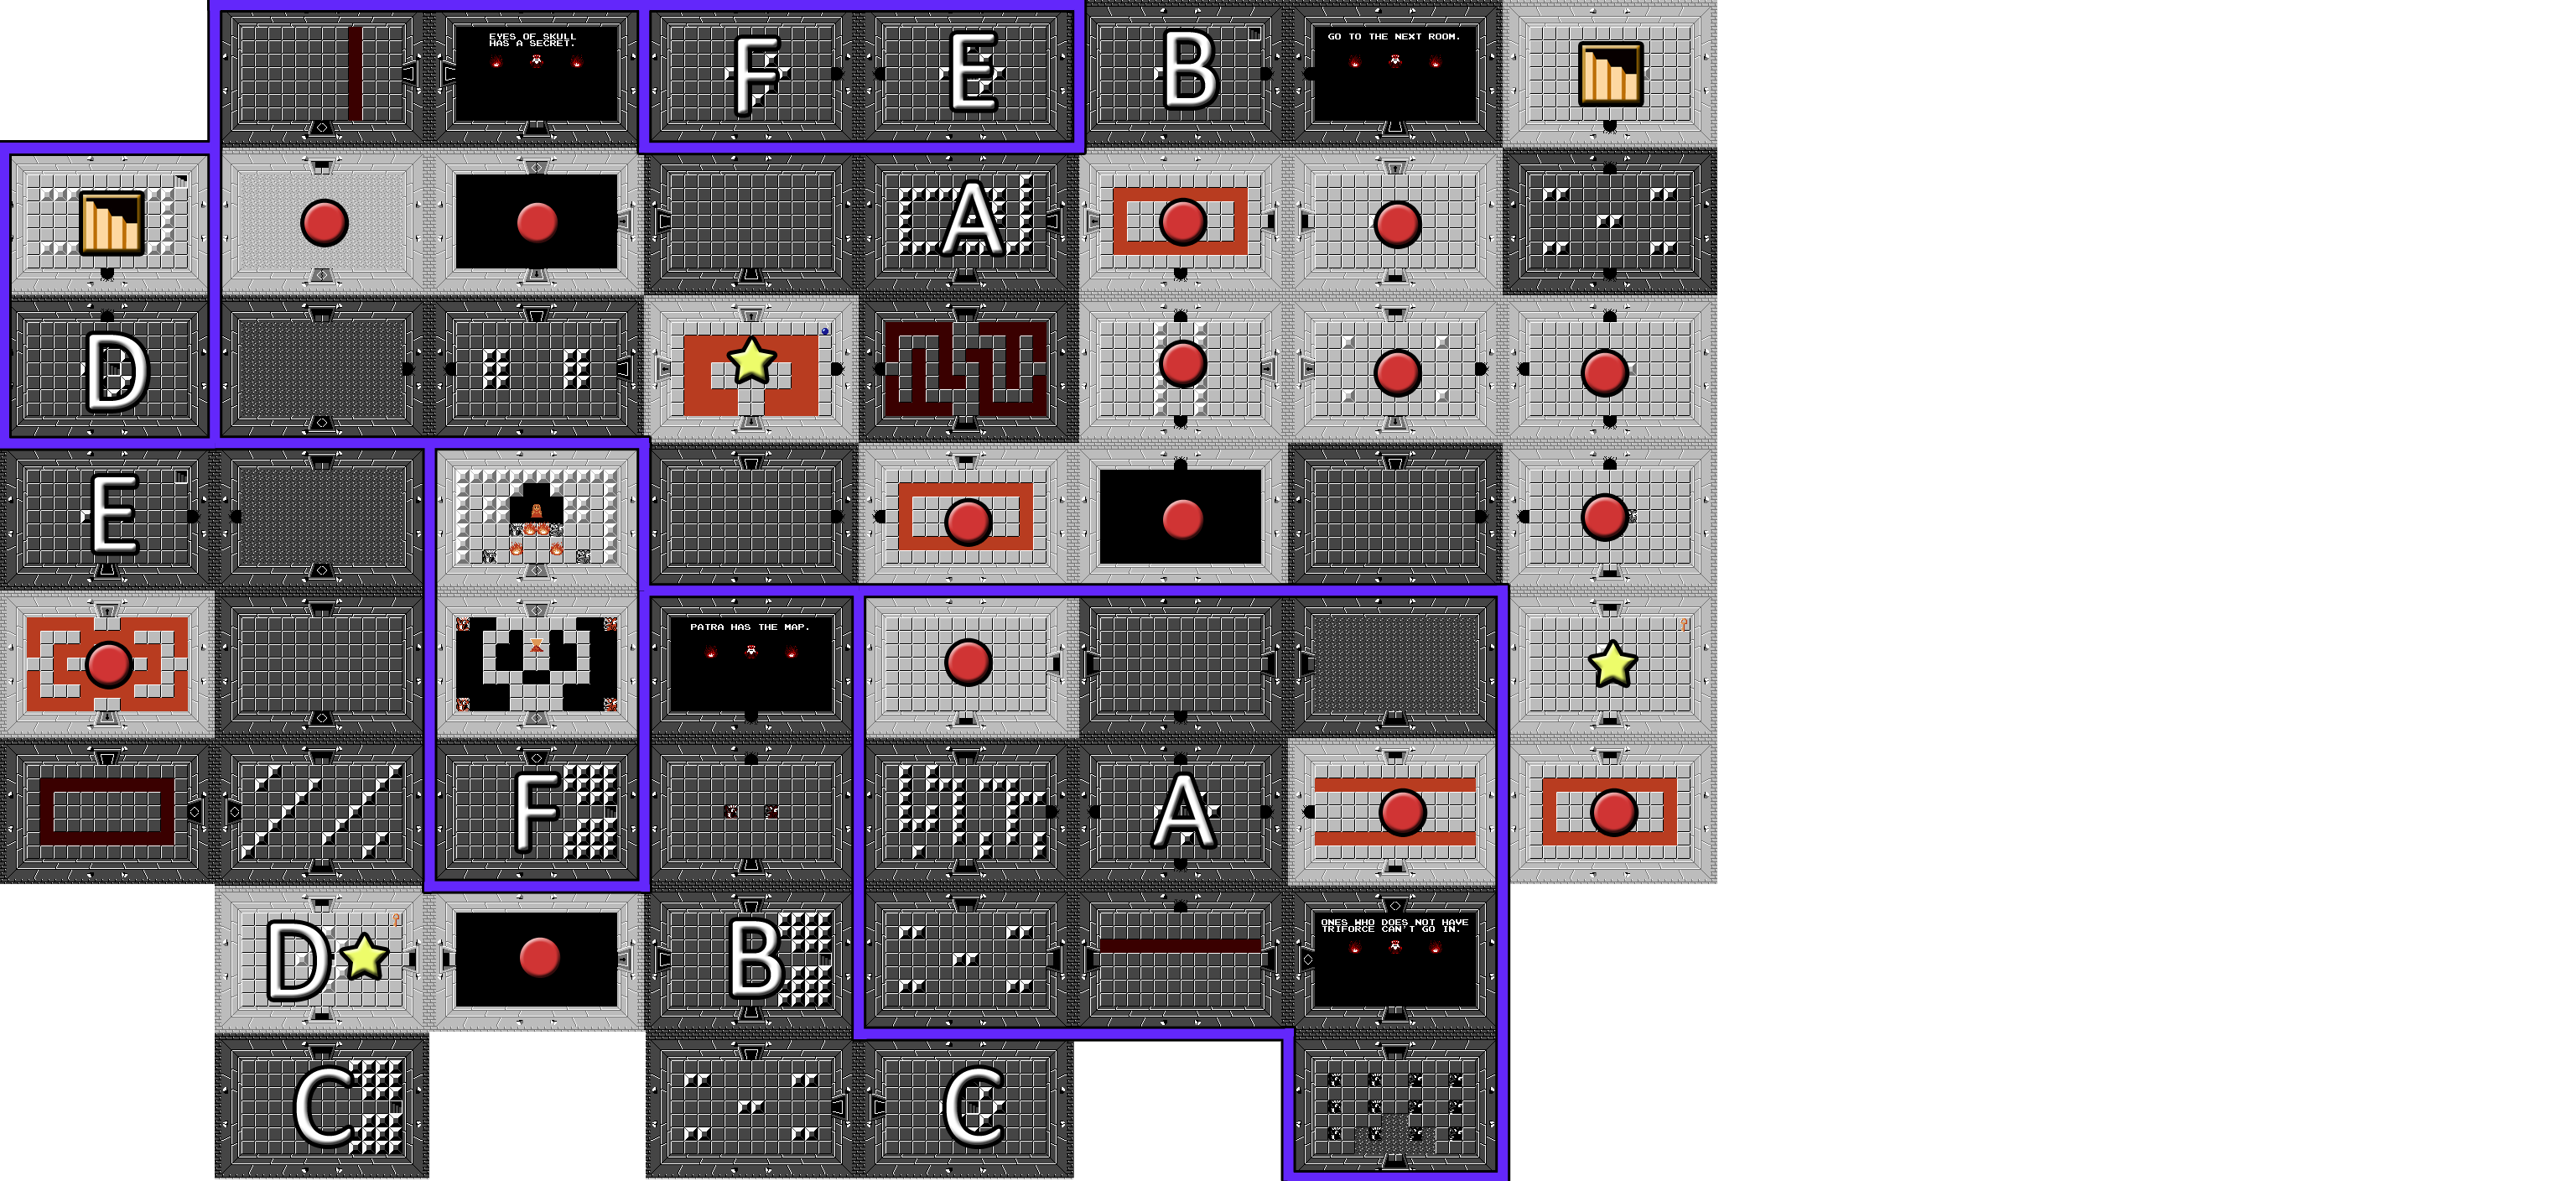 EYES OF SKULL
HAS A SECRET.
F
E
B
GO TO THE NEXT ROOM.
A
D
E
PATRA HAS THE MAP.
F
A
D
B
ONES WHO DOES NOT HAVE
TRIFORCE CAN'T GO IN.
C
C